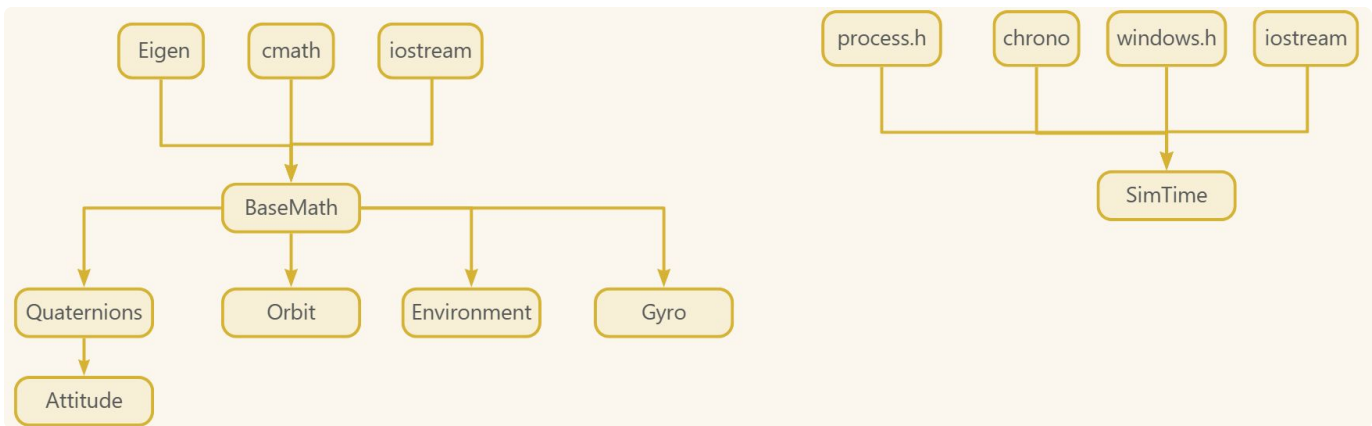 Eigen
cmath
iostream
process.h
chrono
windows.h
iostream
BaseMath
SimTime
Quaternions
Orbit
Environment
Gyro
Attitude